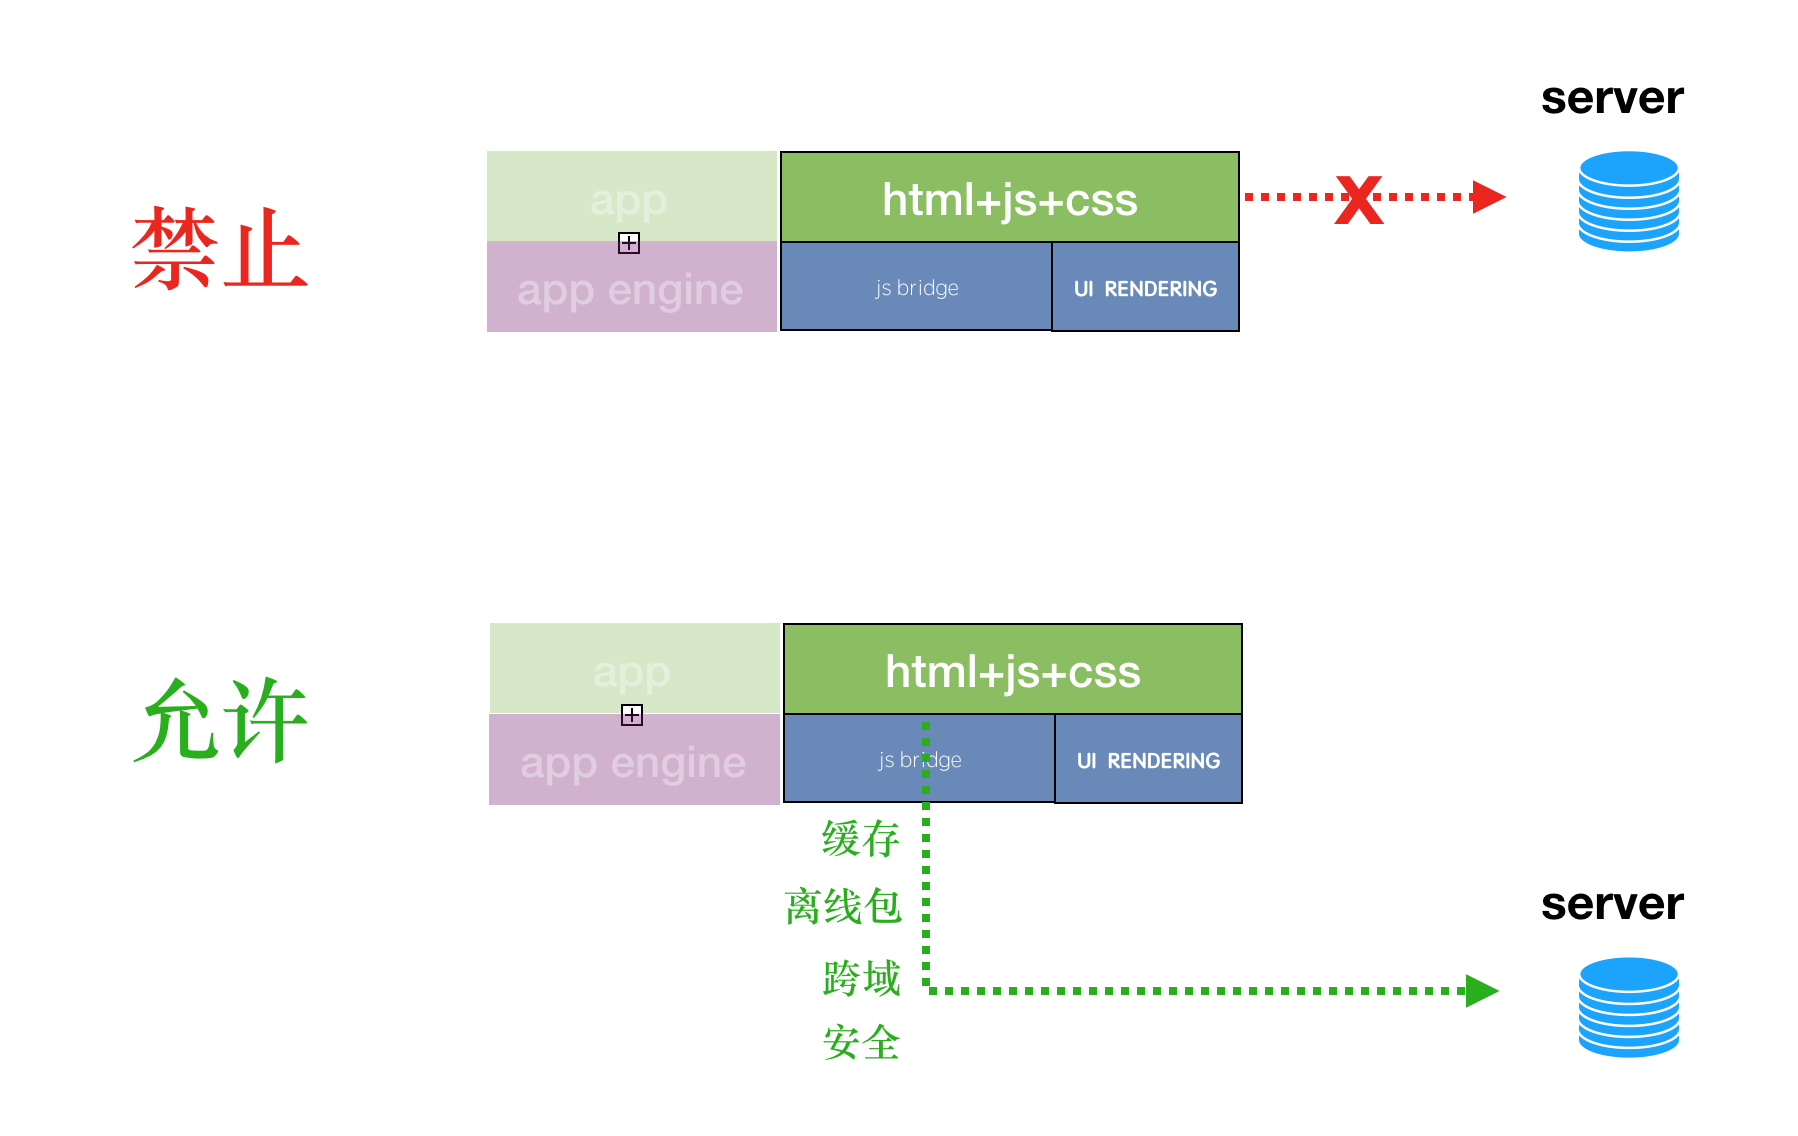 server
app
html+js+css
X
禁止
app engine
js bridge
UI RENDERING
app
html+js+css
允许
app engine
js bridge
UI RENDERING
缓存
离线包
server
跨域
安全